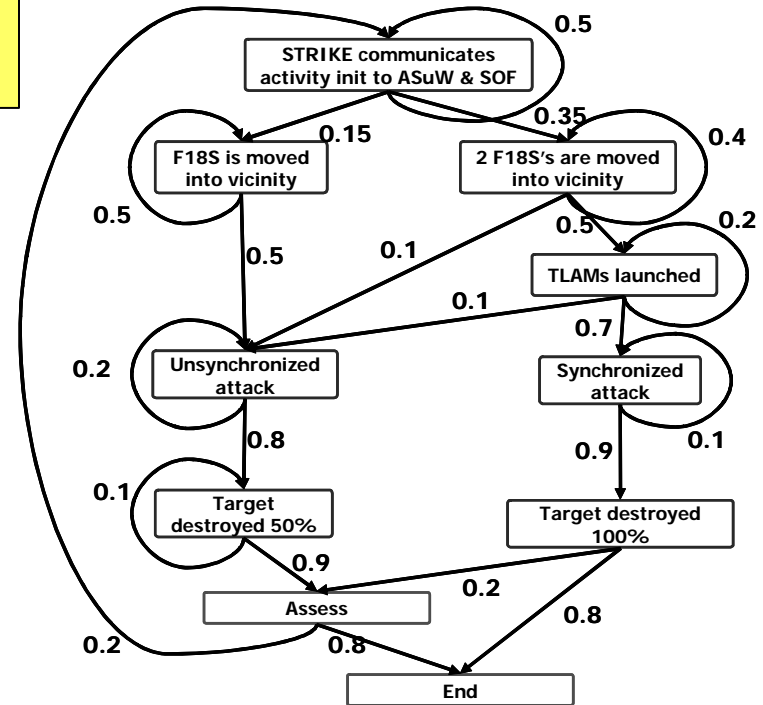 0.5
STRIKE communicates
activity init to ASuW & SOF
0.15
0.35
F18S is moved
into vicinity
2 F18S's are moved
into vicinity
0.4
0.5
0.5
0.1
0.5
0.2
TLAMs launched
0.1
0.7
Unsynchronized
attack
0.2
Synchronized
attack
0.1
0.8
0.9
0.1
Target
destroyed 50%
Target destroyed
100%
0.9
0.2
Assess
0.8
0.2
0.8
End